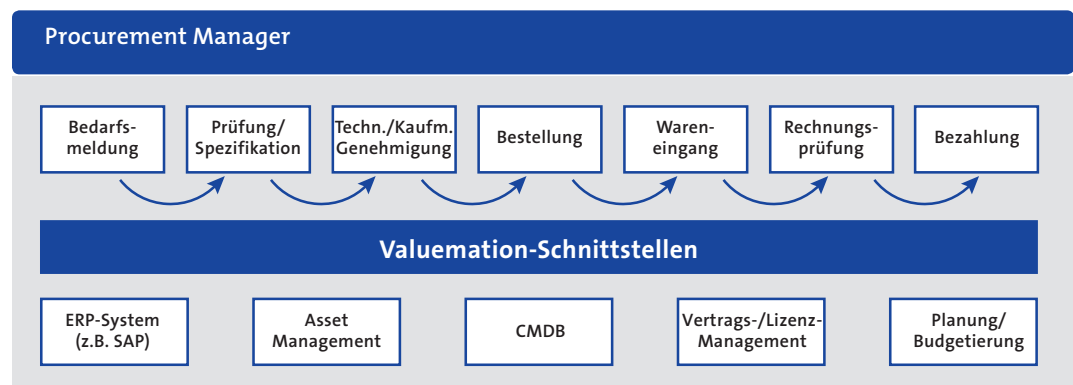 Procurement Manager
Bedarfs-
meldung
Prüfung/
Spezifikation
Techn./Kaufm.
Genehmigung
Bestellung
Waren-
eingang
Rechnungs-
prüfung
Bezahlung
Valuemation-Schnittstellen
ERP-System
(z.B. SAP)
Asset
Management
CMDB
Vertrags-/Lizenz-
Management
Planung/
Budgetierung